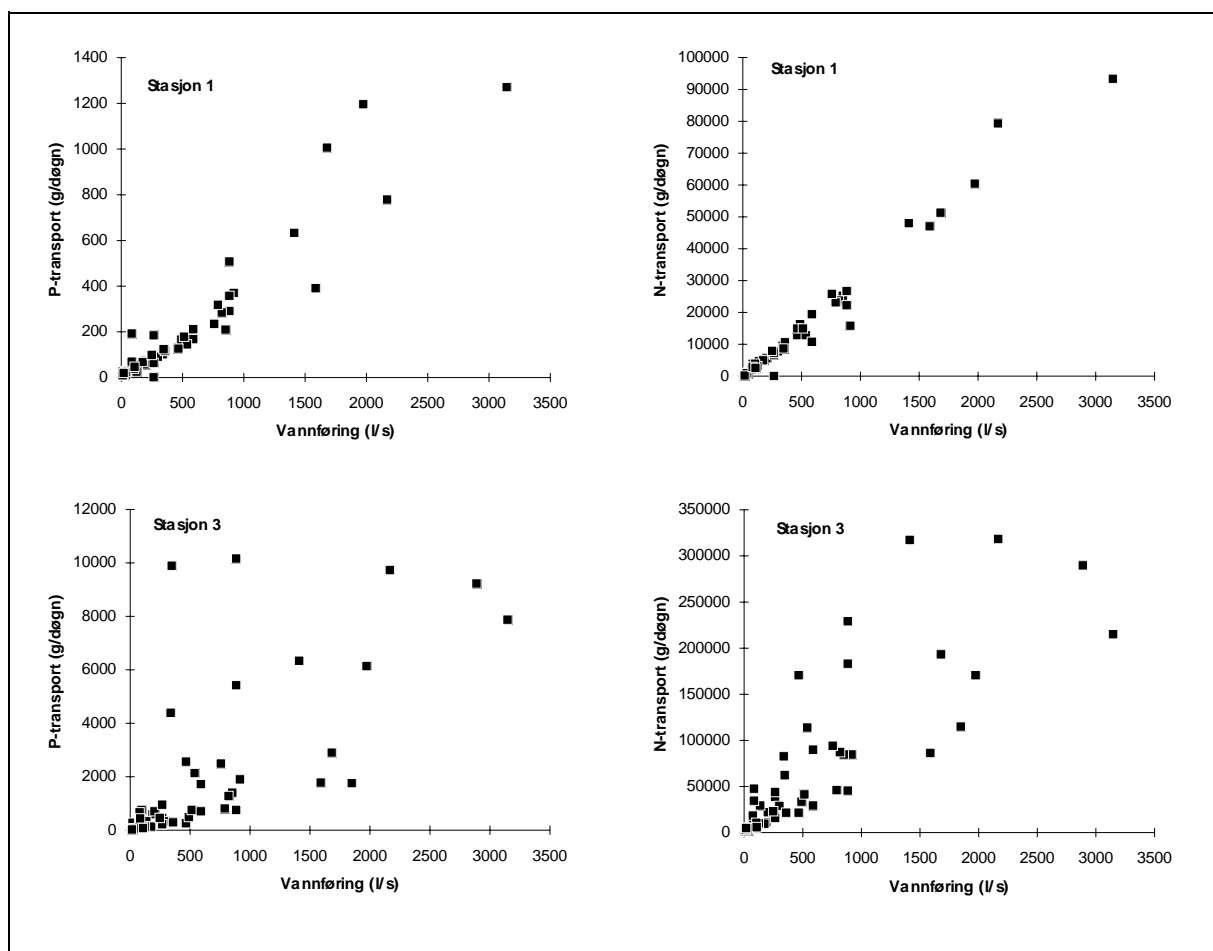 Stasjon 1
P-transport (g/døgn)
1400
1200
1000
800
600
400
200
0
0 500 1000 1500 2000 2500 3000 3500
Vannføring (l/s)
Stasjon 1
N-transport (g/døgn)
100000
90000
80000
70000
60000
50000
40000
30000
20000
10000
0
0 500 1000 1500 2000 2500 3000 3500
Vannføring (l/s)
Stasjon 3
P-transport (g/døgn)
12000
10000
8000
6000
4000
2000
0
0 500 1000 1500 2000 2500 3000 3500
Vannføring (l/s)
Stasjon 3
N-transport (g/døgn)
350000
300000
250000
200000
150000
100000
50000
0
0 500 1000 1500 2000 2500 3000 3500
Vannføring (l/s)